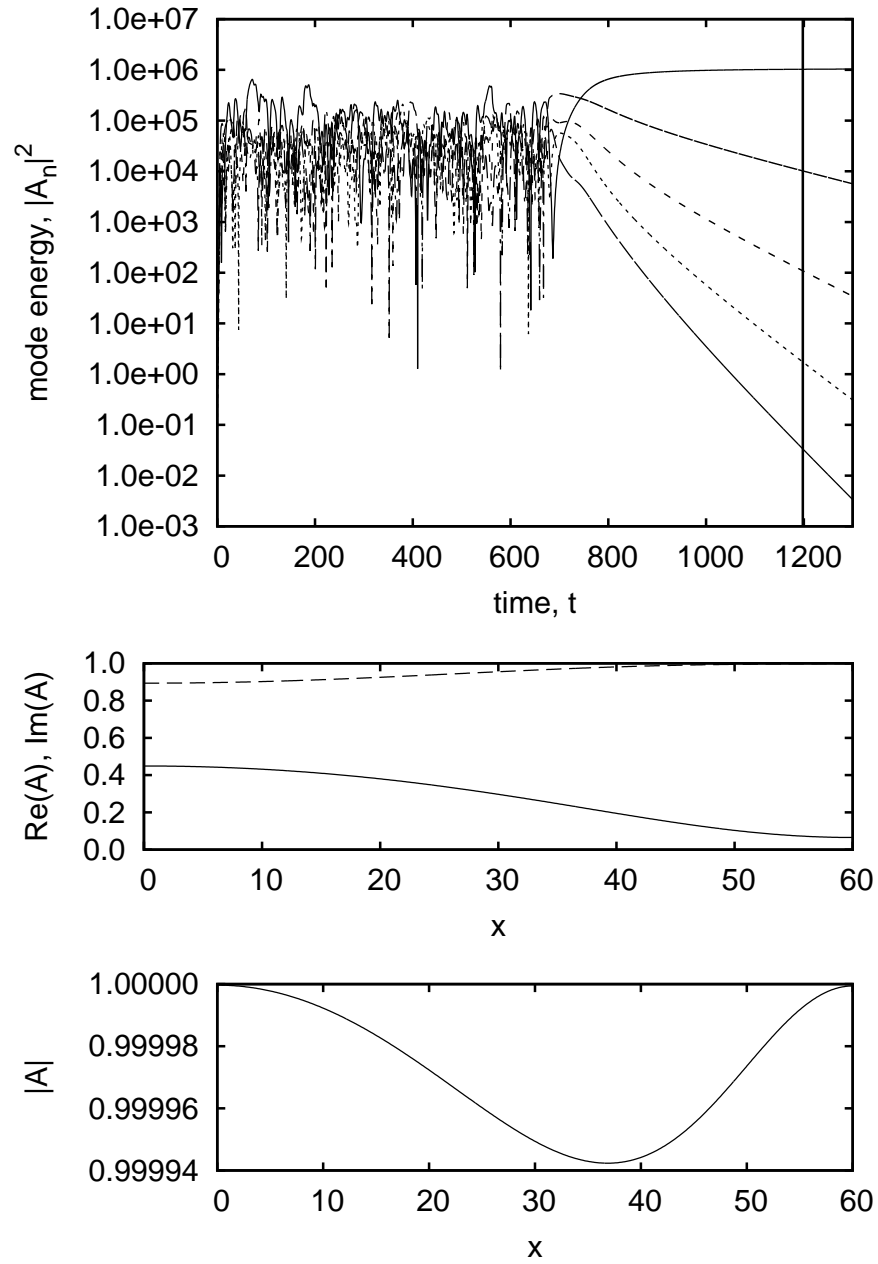 1.0e+07
1.0e+06
1.0e+05
1.0e+04
1.0e+03
1.0e+02
1.0e+01
1.0e+00
1.0e-01
1.0e-02
1.0e-03
mode energy, |A_n|^2
0 200 400 600 800 1000 1200
time, t
1.0
0.8
0.6
0.4
0.2
0.0
Re(A), Im(A)
0 10 20 30 40 50 60
x
1.00000
0.99998
0.99996
0.99994
|A|
0 10 20 30 40 50 60
x